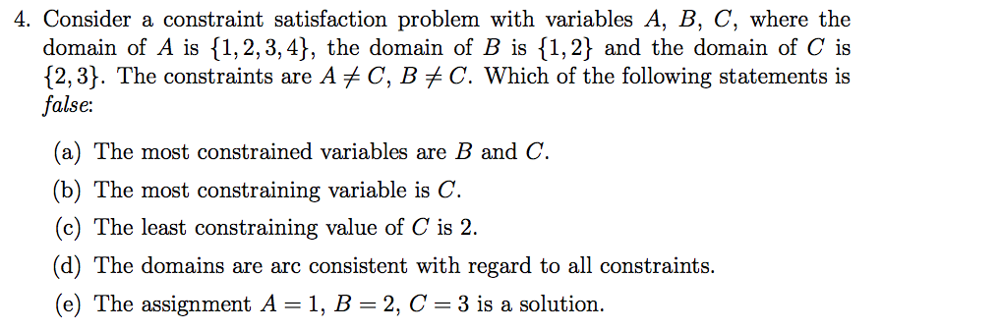 4. Consider a constraint satisfaction problem with variables A, B, C, where the
domain of A is {1, 2, 3, 4}, the domain of B is {1, 2} and the domain of C is
{2, 3}. The constraints are A ≠ C, B ≠ C. Which of the following statements is
false:
(a) The most constrained variables are B and C.
(b) The most constraining variable is C.
(c) The least constraining value of C is 2.
(d) The domains are arc consistent with regard to all constraints.
(e) The assignment A = 1, B = 2, C = 3 is a solution.